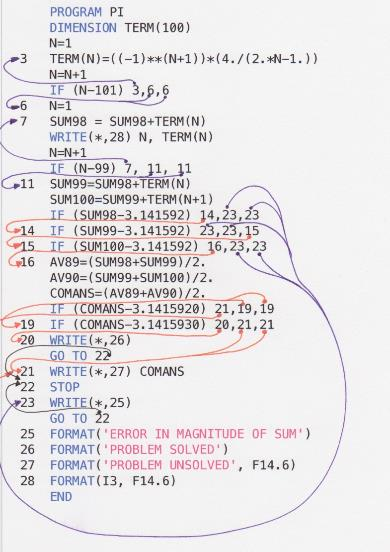 PROGRAM PI
DIMENSION TERM(100)
N=1
3 TERM(N)=((-1)**(N+1))*(4./(2.*N-1.))
N=N+1
IF (N-101) 3,6,6
6 N=1
7 SUM98 = SUM98+TERM(N)
WRITE(*,28) N, TERM(N)
N=N+1
IF (N-99) 7, 11, 11
11 SUM99=SUM98+TERM(N)
SUM100=SUM99+TERM(N+1)
IF (SUM98-3.141592) 14,23,23
14 IF (SUM99-3.141592) 23,23,15
15 IF (SUM100-3.141592) 16,23,23
16 AV89=(SUM98+SUM99)/2.
AV90=(SUM99+SUM100)/2.
COMANS=(AV89+AV90)/2.
IF (COMANS-3.1415920) 21,19,19
19 IF (COMANS-3.1415930) 20,21,21
20 WRITE(*,26)
GO TO 22
21 WRITE(*,27) COMANS
22 STOP
23 WRITE(*,25)
GO TO 22
25 FORMAT('ERROR IN MAGNITUDE OF SUM')
26 FORMAT('PROBLEM SOLVED')
27 FORMAT('PROBLEM UNSOLVED', F14.6)
28 FORMAT(I3, F14.6)
END